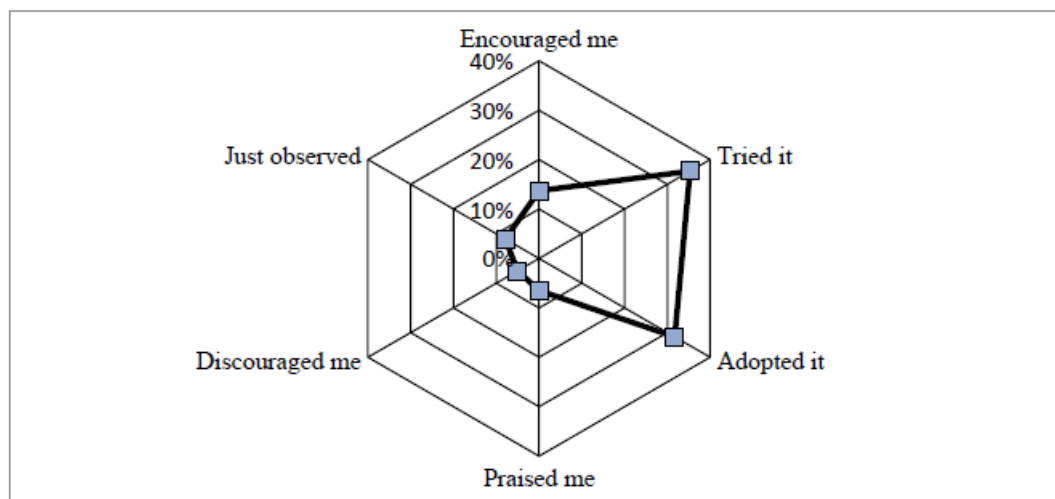 Encouraged me
40%
30%
Just observed
20%
Tried it
10%
0%
Discouraged me
Adopted it
Praised me